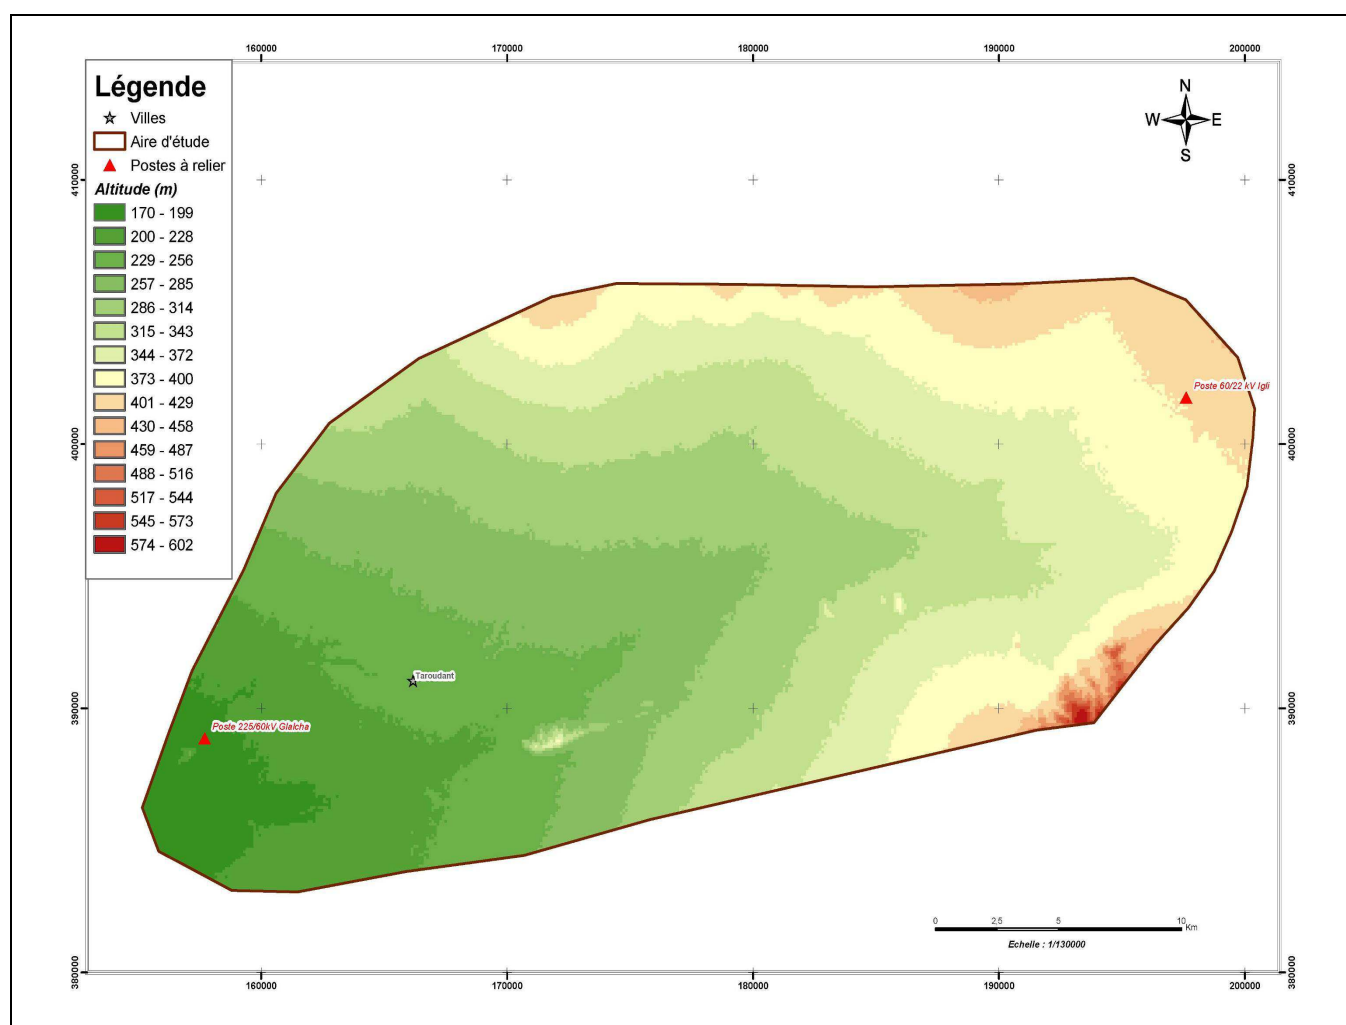 160000
170000
180000
190000
200000
Légende
Villes
Aire d'étude
Postes à relier
Altitude (m)
170 - 199
200 - 228
229 - 256
257 - 285
286 - 314
315 - 343
344 - 372
373 - 400
401 - 429
430 - 458
459 - 487
488 - 516
517 - 544
545 - 573
574 - 602
N
W
E
S
410000
410000
Poste 60/22 kV Igli
400000
400000
Taroudant
390000
390000
Poste 225/60kV Glalcha
0
2,5
5
10
Km
Echelle : 1/130000
380000
380000
160000
170000
180000
190000
200000